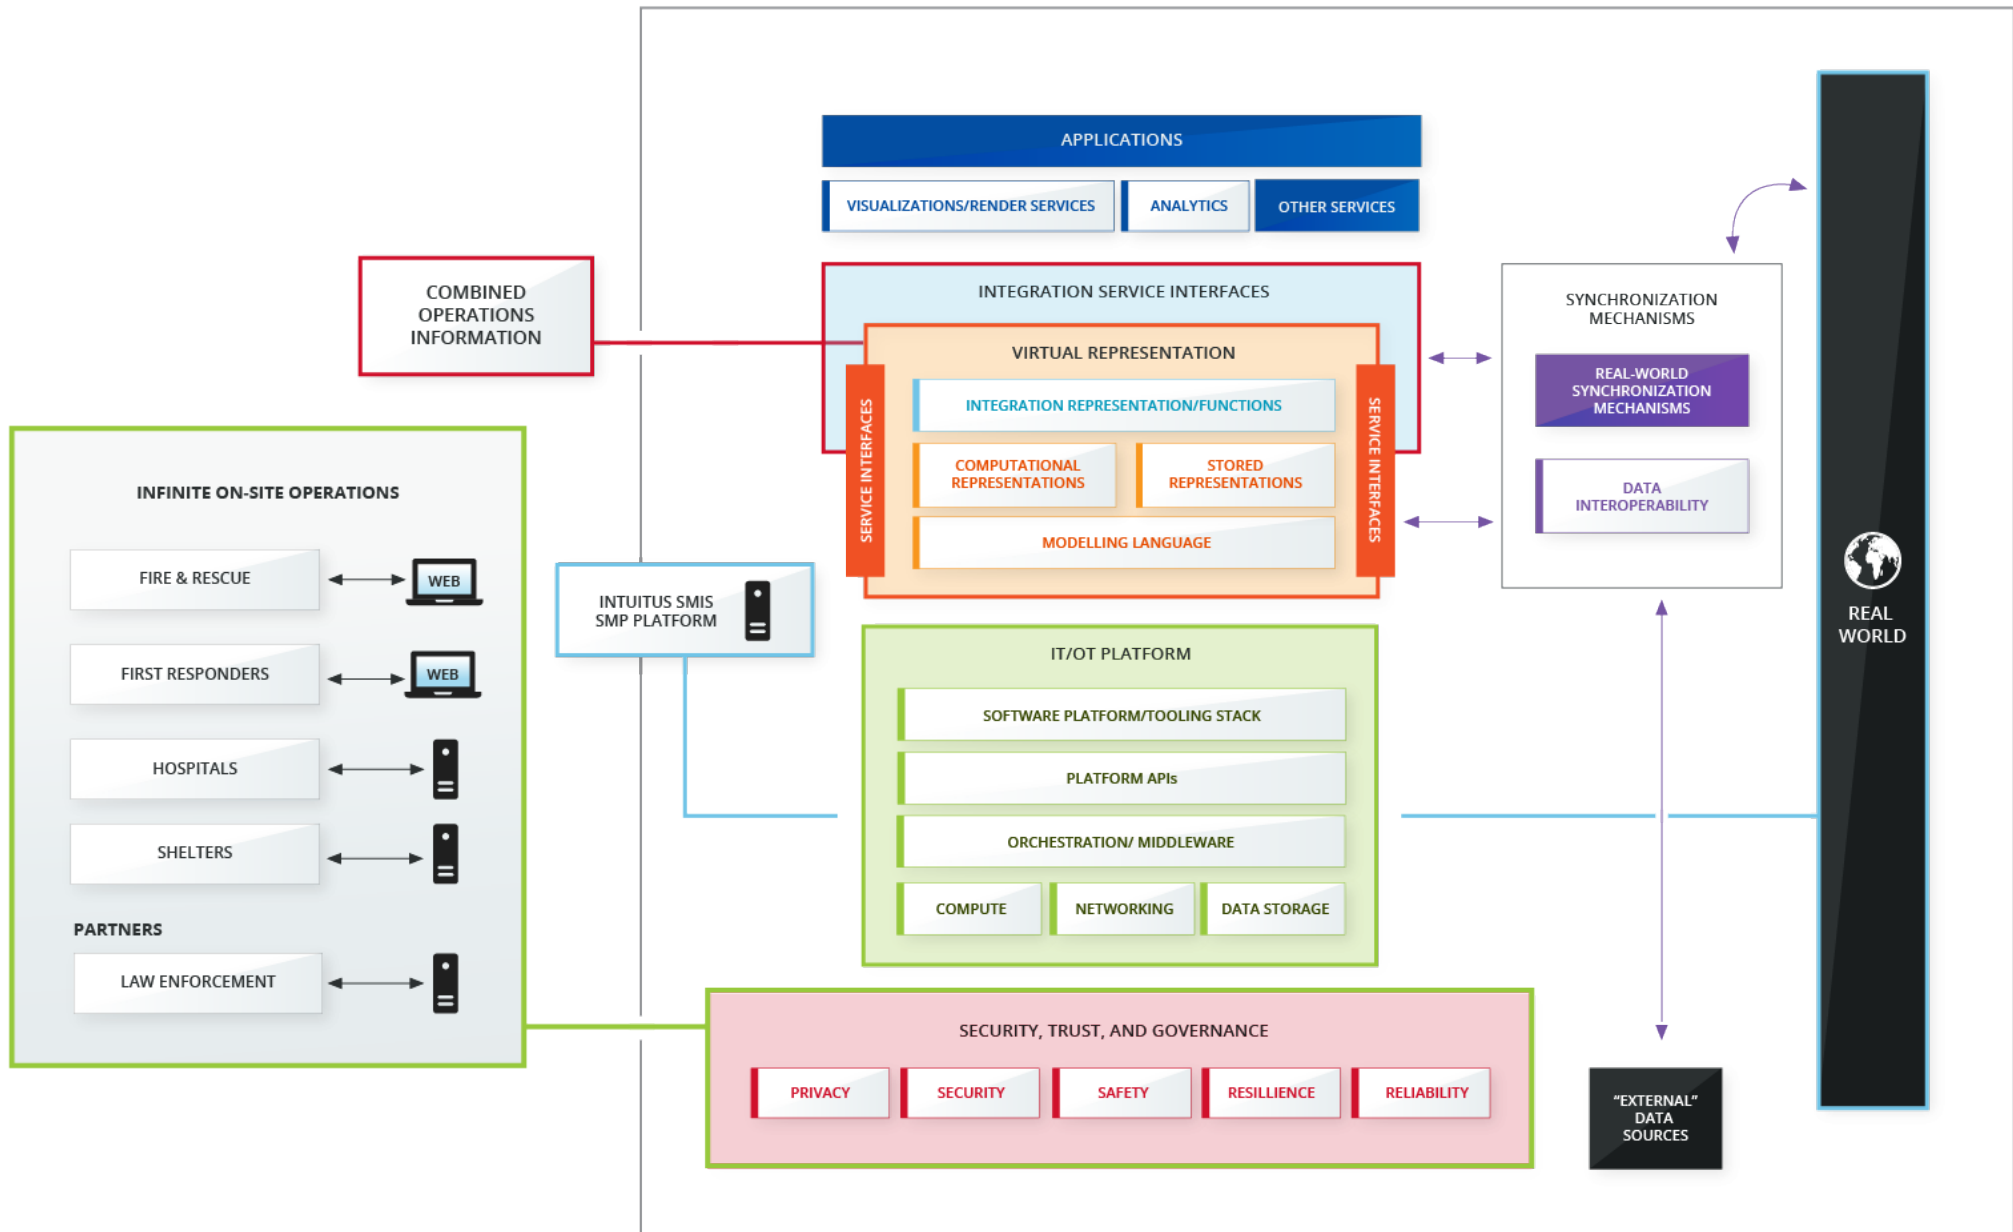 APPLICATIONS
VISUALIZATIONS/RENDER SERVICES
ANALYTICS
OTHER SERVICES
COMBINED
OPERATIONS
INFORMATION
INTEGRATION SERVICE INTERFACES
VIRTUAL REPRESENTATION
INTEGRATION REPRESENTATION/FUNCTIONS
COMPUTATIONAL
REPRESENTATIONS
STORED
REPRESENTATIONS
MODELLING LANGUAGE
SERVICE INTERFACES
SERVICE INTERFACES
SYNCHRONIZATION
MECHANISMS
REAL-WORLD
SYNCHRONIZATION
MECHANISMS
DATA
INTEROPERABILITY
REAL
WORLD
INFINITE ON-SITE OPERATIONS
FIRE & RESCUE
WEB
FIRST RESPONDERS
WEB
HOSPITALS
SHELTERS
PARTNERS
LAW ENFORCEMENT
INTUITUS SMIS
SMP PLATFORM
IT/OT PLATFORM
SOFTWARE PLATFORM/TOOLING STACK
PLATFORM APIs
ORCHESTRATION/ MIDDLEWARE
COMPUTE
NETWORKING
DATA STORAGE
SECURITY, TRUST, AND GOVERNANCE
PRIVACY
SECURITY
SAFETY
RESILLIENCE
RELIABILITY
“EXTERNAL”
DATA
SOURCES